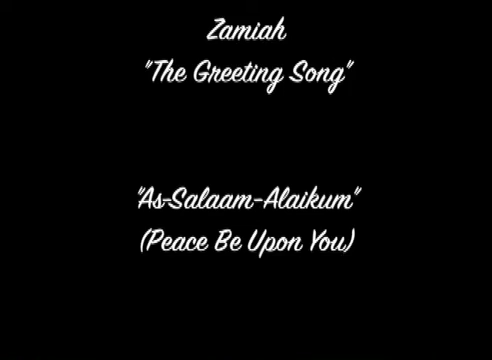 Zamiah
"The Greeting Song"
"As-Salaam-Alaikum"
(Peace Be Upon You)